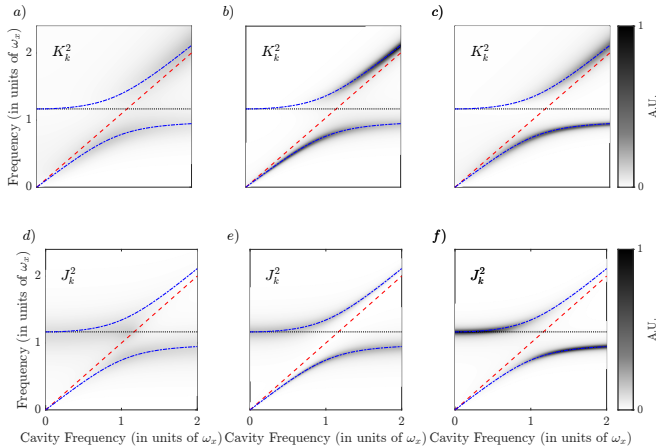 a) b) c)
K_k^2 K_k^2 K_k^2
Frequency (in units of ω_x)
2
1
0
1
A.U.
0
d) e) f)
J_k^2 J_k^2 J_k^2
Frequency (in units of ω_x)
2
1
0
1
A.U.
0
0 1 2 0 1 2 0 1 2
Cavity Frequency (in units of ω_x) Cavity Frequency (in units of ω_x) Cavity Frequency (in units of ω_x)